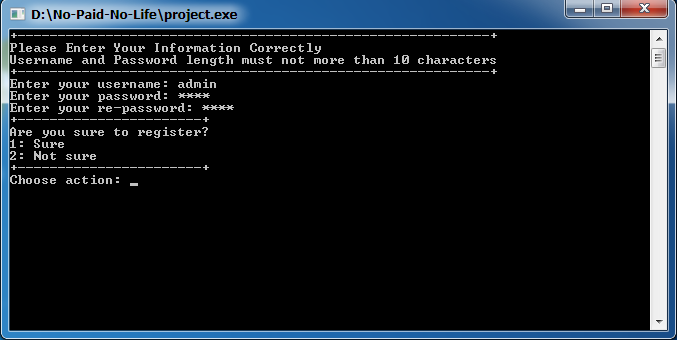 D:\No-Paid-No-Life\project.exe
+-----------------------------------------------------------+
Please Enter Your Information Correctly
Username and Password length must not more than 10 characters
+-----------------------------------------------------------+
Enter your username: admin
Enter your password: ****
Enter your re-password: ****
+-----------------------+
Are you sure to register?
1: Sure
2: Not sure
+-----------------------+
Choose action: _